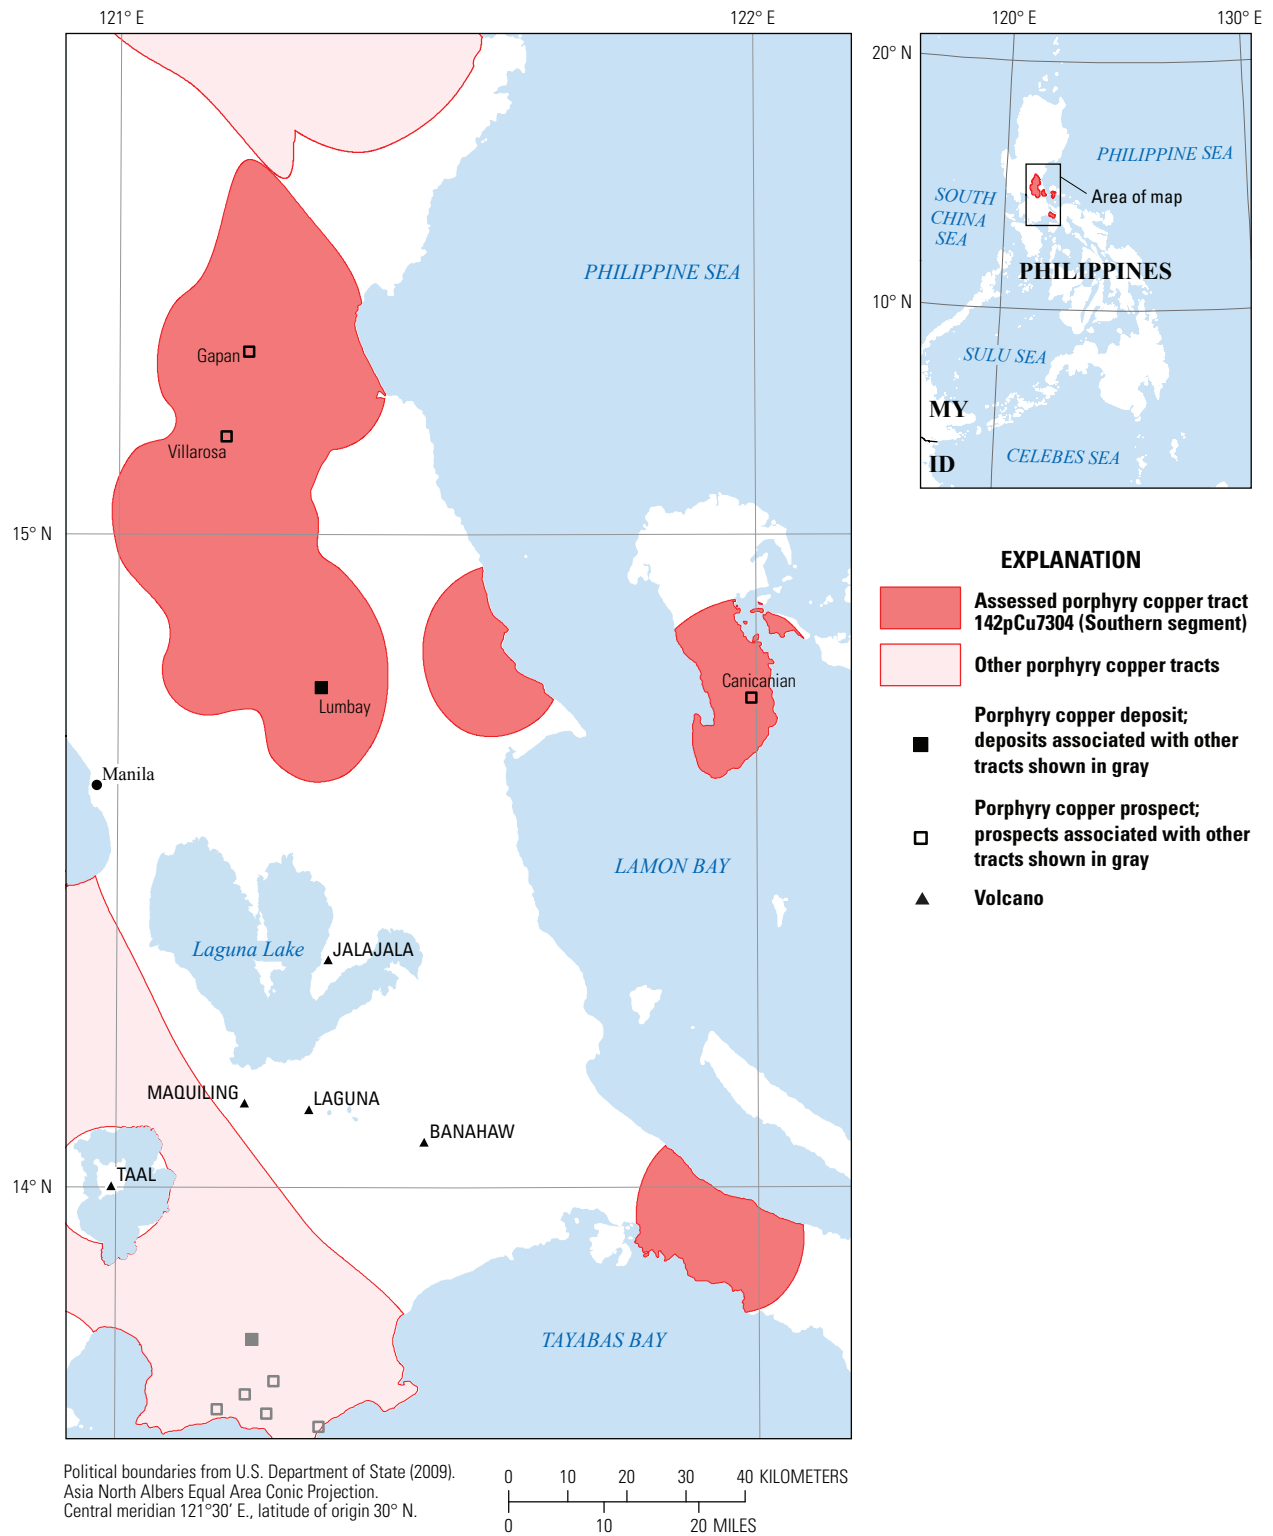 121° E
122° E
120° E
130° E
20° N
PHILIPPINE SEA
SOUTH
CHINA
SEA
Area of map
PHILIPPINES
10° N
SULU SEA
MY
ID
CELEBES SEA
PHILIPPINE SEA
Gapan
Villarosa
15° N
Canicanian
Lumbay
Manila
LAMON BAY
Laguna Lake
JALAJALA
MAQUILING
LAGUNA
BANAHAW
TAAL
14° N
TAYABAS BAY
EXPLANATION
Assessed porphyry copper tract
142pCu7304 (Southern segment)
Other porphyry copper tracts
Porphyry copper deposit;
deposits associated with other
tracts shown in gray
Porphyry copper prospect;
prospects associated with other
tracts shown in gray
Volcano
Political boundaries from U.S. Department of State (2009).
Asia North Albers Equal Area Conic Projection.
Central meridian 121°30′ E., latitude of origin 30° N.
0 10 20 30 40 KILOMETERS
0 10 20 MILES